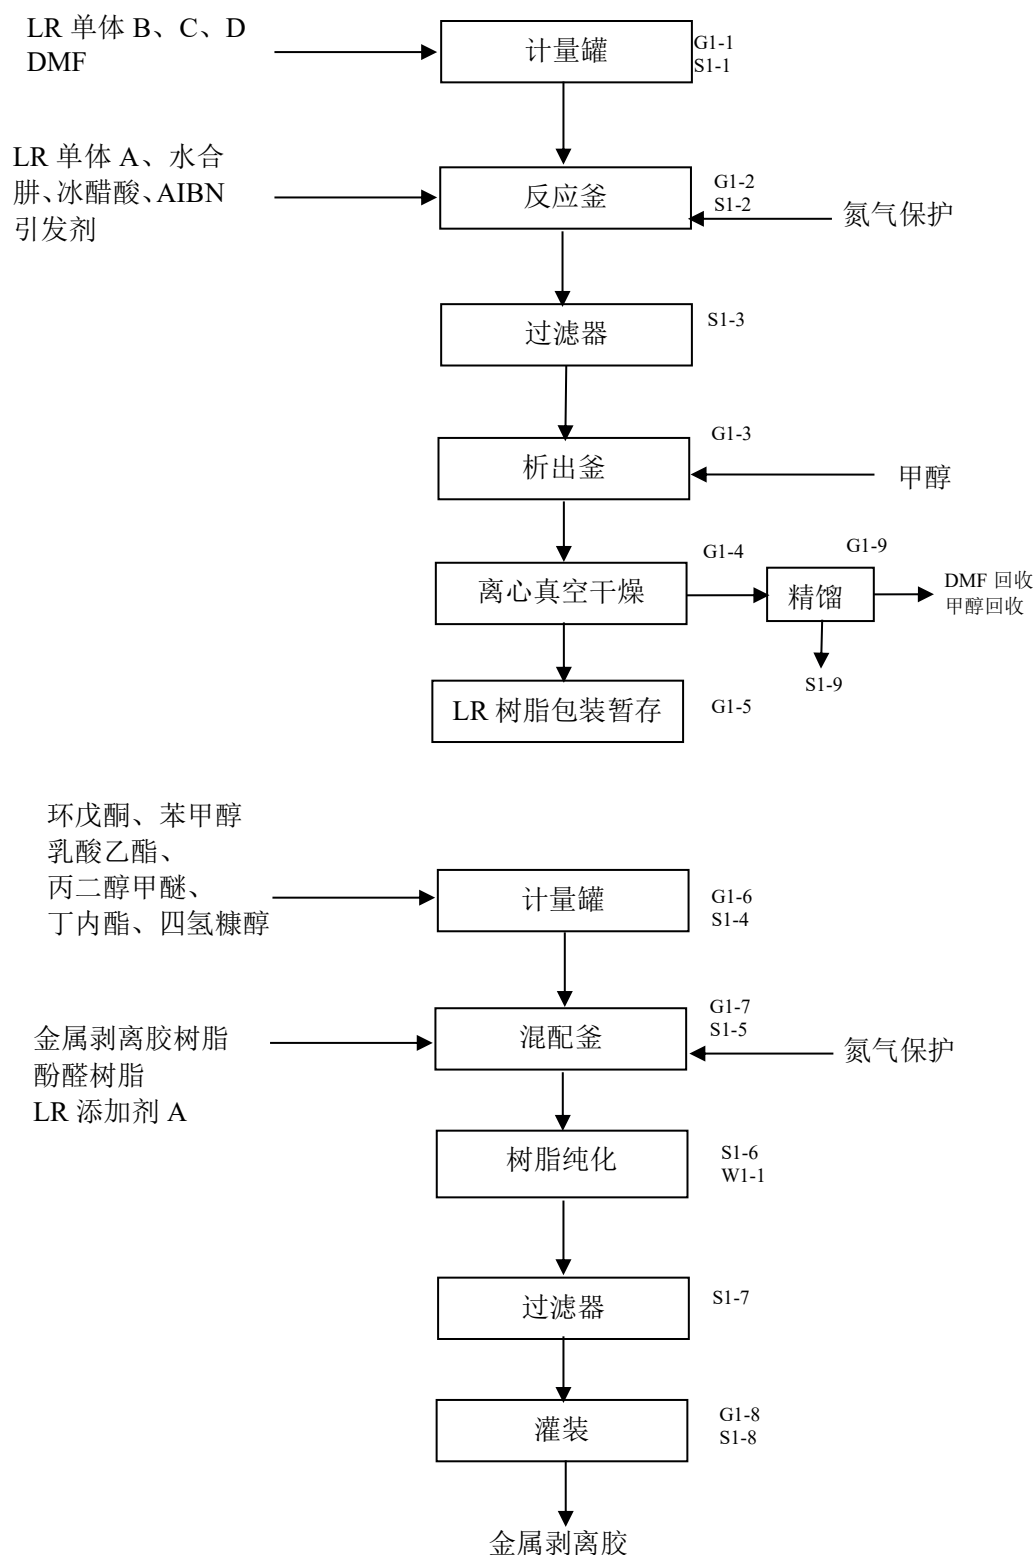 LR 单体 B、C、D
DMF
计量罐
G1-1
S1-1
LR 单体 A、水合
肼、冰醋酸、AIBN
引发剂
反应釜
G1-2
S1-2
氮气保护
过滤器
S1-3
析出釜
G1-3
甲醇
离心真空干燥
G1-4
精馏
G1-9
DMF 回收
甲醇回收
S1-9
LR 树脂包装暂存
G1-5
环戊酮、苯甲醇
乳酸乙酯、
丙二醇甲醚、
丁内酯、四氢糠醇
计量罐
G1-6
S1-4
金属剥离胶树脂
酚醛树脂
LR 添加剂 A
混配釜
G1-7
S1-5
氮气保护
树脂纯化
S1-6
W1-1
过滤器
S1-7
灌装
G1-8
S1-8
金属剥离胶